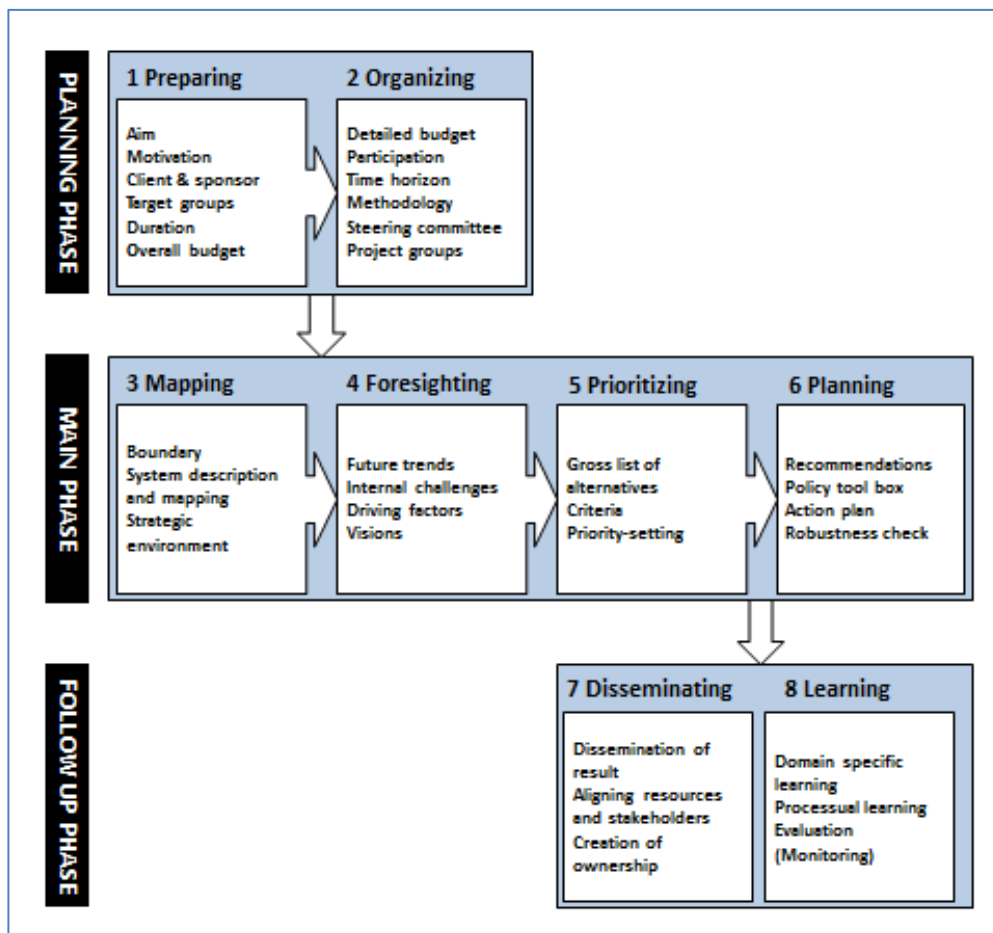 PLANNING PHASE
1 Preparing
Aim
Motivation
Client & sponsor
Target groups
Duration
Overall budget
2 Organizing
Detailed budget
Participation
Time horizon
Methodology
Steering committee
Project groups
MAIN PHASE
3 Mapping
Boundary
System description
and mapping
Strategic
environment
4 Foresighting
Future trends
Internal challenges
Driving factors
Visions
5 Prioritizing
Gross list of
alternatives
Criteria
Priority-setting
6 Planning
Recommendations
Policy tool box
Action plan
Robustness check
FOLLOW UP PHASE
7 Disseminating
Dissemination of
result
Aligning resources
and stakeholders
Creation of
ownership
8 Learning
Domain specific
learning
Processual learning
Evaluation
(Monitoring)